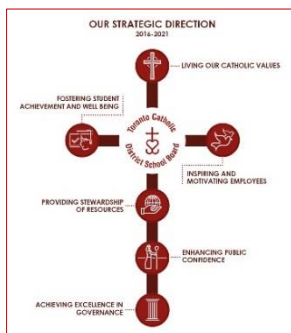 OUR STRATEGIC DIRECTION
2016-2021
LIVING OUR CATHOLIC VALUES
FOSTERING STUDENT
ACHIEVEMENT AND WELL BEING
Toronto Catholic
District School Board
INSPIRING AND
MOTIVATING EMPLOYEES
PROVIDING STEWARDSHIP
OF RESOURCES
ENHANCING PUBLIC
CONFIDENCE
ACHIEVING EXCELLENCE IN
GOVERNANCE